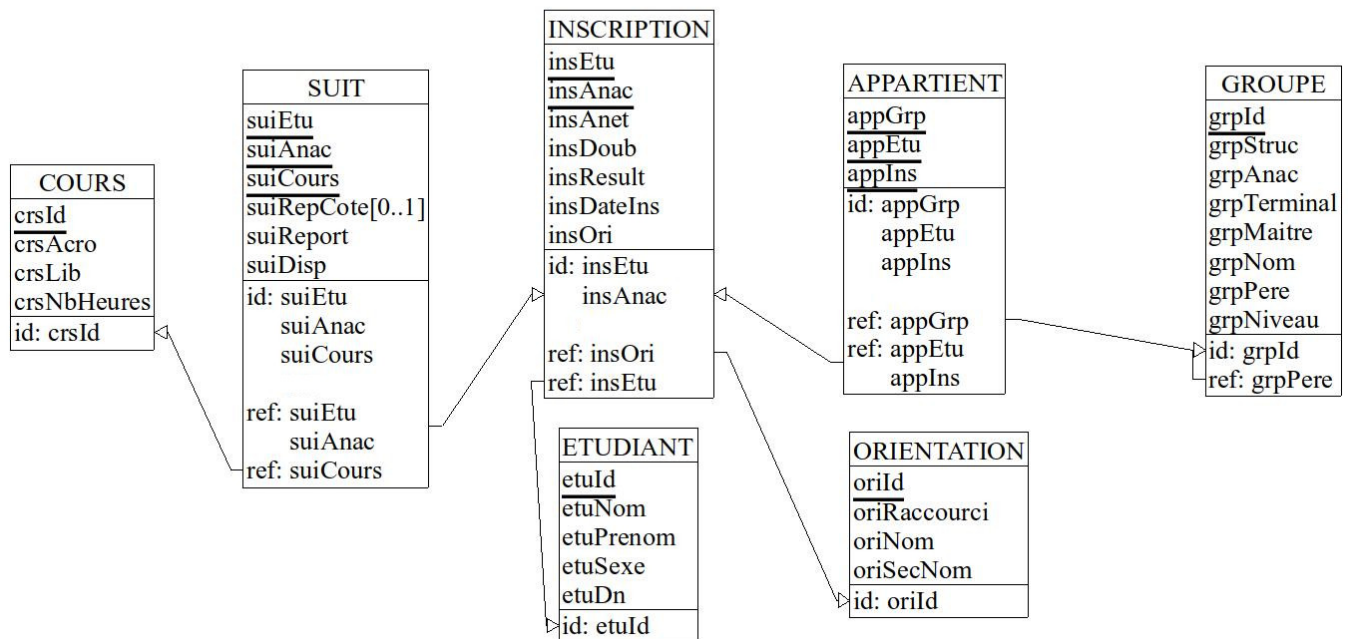 COURS
crsId
crsAcro
crsLib
crsNbHeures
id: crsId
SUIT
suiEtu
suiAnac
suiCours
suiRepCote[0..1]
suiReport
suiDisp
id: suiEtu
suiAnac
suiCours
ref: suiEtu
suiAnac
ref: suiCours
INSCRIPTION
insEtu
insAnac
insAnet
insDoub
insResult
insDateIns
insOri
id: insEtu
insAnac
ref: insOri
ref: insEtu
ETUDIANT
etuId
etuNom
etuPrenom
etuSexe
etuDn
id: etuId
APPARTIENT
appGrp
appEtu
appIns
id: appGrp
appEtu
appIns
ref: appGrp
ref: appEtu
appIns
ORIENTATION
oriId
oriRaccourci
oriNom
oriSecNom
id: oriId
GROUPE
grpId
grpStruc
grpAnac
grpTerminal
grpMaitre
grpNom
grpPere
grpNiveau
id: grpId
ref: grpPere